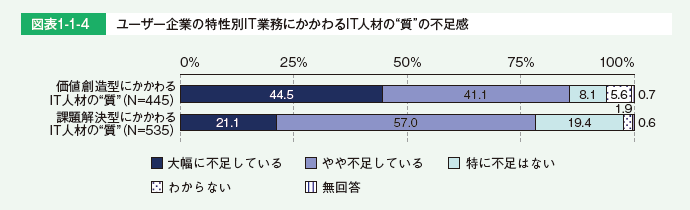 図表1-1-4 ユーザー企業の特性別IT業務にかかわるIT人材の“質”の不足感
0% 25% 50% 75% 100%
価値創造型にかかわる
IT人材の“質”（N=445）
44.5 41.1 8.1 5.6 0.7
課題解決型にかかわる
IT人材の“質”（N=535）
21.1 57.0 19.4 1.9 0.6
大幅に不足している やや不足している 特に不足はない
わからない 無回答